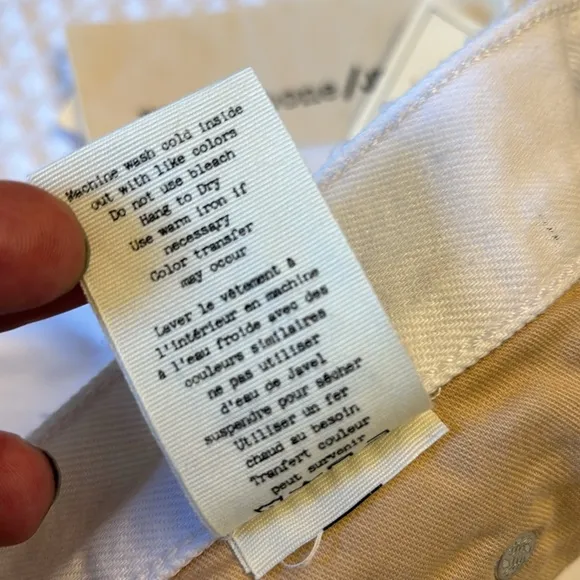 Machine wash cold inside
out with like colors
Do not use bleach
Hang to Dry
Use warm iron if
necessary
Color transfer
may occur
Laver le vêtement à
l'intérieur en machine
à l'eau froide avec des
couleurs similaires
ne pas utiliser
d'eau de Javel
suspendre pour sécher
Utiliser un fer
chaud au besoin
Tranfert couleur
peut survenir